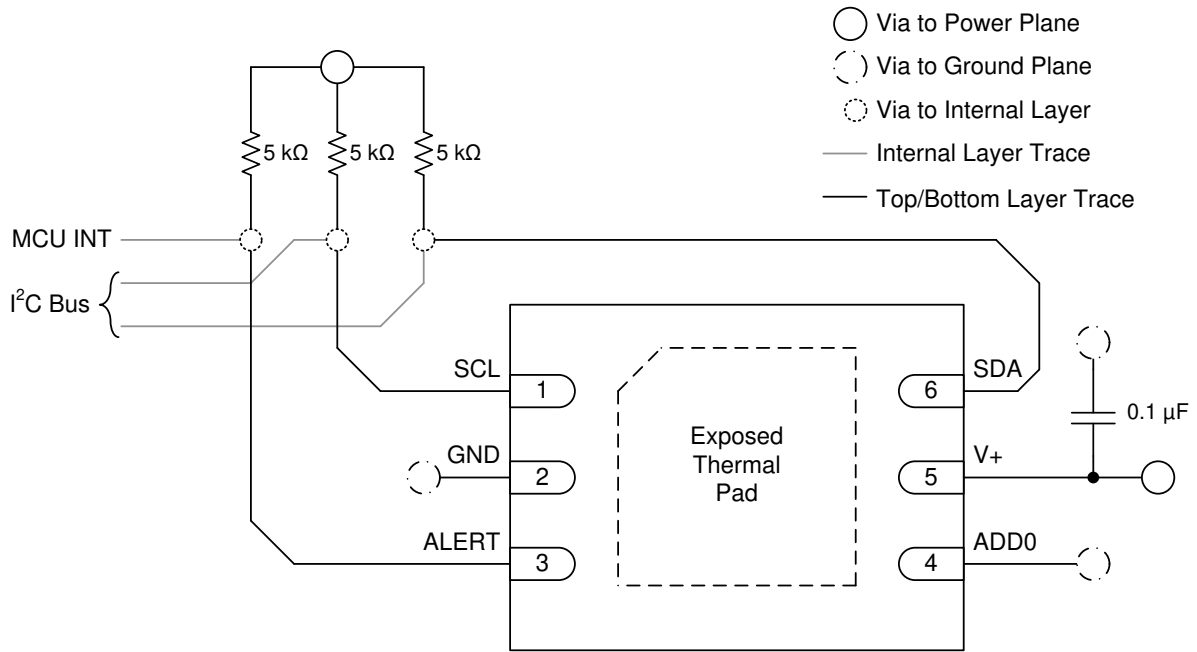 Via to Power Plane
Via to Ground Plane
Via to Internal Layer
Internal Layer Trace
Top/Bottom Layer Trace
5 kΩ
5 kΩ
5 kΩ
MCU INT
I²C Bus
SCL
1
GND
2
ALERT
3
Exposed
Thermal
Pad
SDA
6
V+
5
ADD0
4
0.1 µF